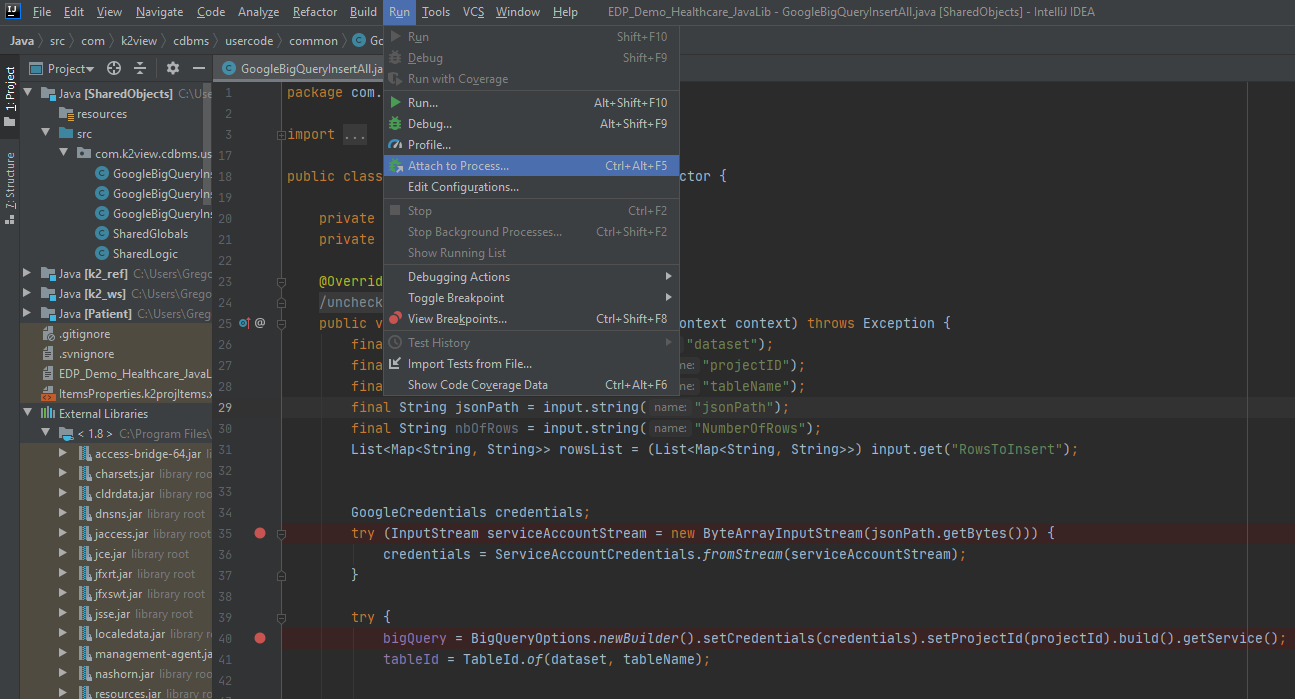 File Edit View Navigate Code Analyze Refactor Build Run Tools VCS Window Help EDP_Demo_Healthcare_JavaLib - GoogleBigQueryInsertAll.java [SharedObjects] - IntelliJ IDEA
Java src com k2view cdbms usercode common Go
1: Project
7: Structure
Project
GoogleBigQueryInsertAll.ja
Java [SharedObjects] C:\Use
resources
src
com.k2view.cdbms.us
GoogleBigQueryIns
GoogleBigQueryIns
GoogleBigQueryIns
SharedGlobals
SharedLogic
Java [k2_ref] C:\Users\Grego
Java [k2_ws] C:\Users\Grego
Java [Patient] C:\Users\Grego
.gitignore
.svnignore
EDP_Demo_Healthcare_JavaL
ItemsProperties.k2projItems.x
External Libraries
< 1.8 > C:\Program Files\
access-bridge-64.jar li
charsets.jar library roo
cldrdata.jar library roo
dnsns.jar library root
jaccess.jar library root
jce.jar library root
jfxrt.jar library root
jfxswt.jar library root
jsse.jar library root
localedata.jar library r
management-agent.ja
nashorn.jar library roo
resources.jar library ro
Run Shift+F10
Debug Shift+F9
Run with Coverage
Run... Alt+Shift+F10
Debug... Alt+Shift+F9
Profile...
Attach to Process... Ctrl+Alt+F5
Edit Configurations...
Stop Ctrl+F2
Stop Background Processes... Ctrl+Shift+F2
Show Running List
Debugging Actions
Toggle Breakpoint
View Breakpoints... Ctrl+Shift+F8
Test History
Import Tests from File...
Show Code Coverage Data Ctrl+Alt+F6
1 package com.
2
3 import ...
17
18 public class ctor {
19
20 private
21 private
22
23 @Overrid
24 /uncheck
25 @ public v ontext context) throws Exception {
26 fina "dataset");
27 fina me: "projectID");
28 fina me: "tableName");
29 final String jsonPath = input.string( name: "jsonPath");
30 final String nbOfRows = input.string( name: "NumberOfRows");
31 List<Map<String, String>> rowsList = (List<Map<String, String>>) input.get("RowsToInsert");
32
33
34 GoogleCredentials credentials;
35 try (InputStream serviceAccountStream = new ByteArrayInputStream(jsonPath.getBytes())) {
36 credentials = ServiceAccountCredentials.fromStream(serviceAccountStream);
37 }
38
39 try {
40 bigQuery = BigQueryOptions.newBuilder().setCredentials(credentials).setProjectId(projectId).build().getService();
41 tableId = TableId.of(dataset, tableName);
42